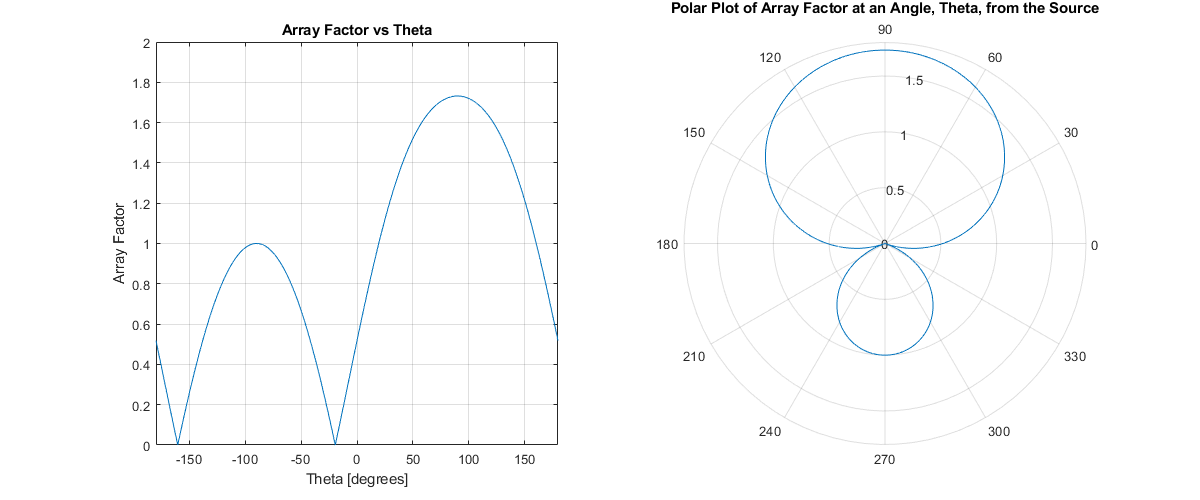 Array Factor vs Theta
2
1.8
1.6
1.4
1.2
1
0.8
0.6
0.4
0.2
0
Array Factor
-150 -100 -50 0 50 100 150
Theta [degrees]
Polar Plot of Array Factor at an Angle, Theta, from the Source
90
120 60
1.5
150 1 30
0.5
180 0 0
210 330
240 300
270